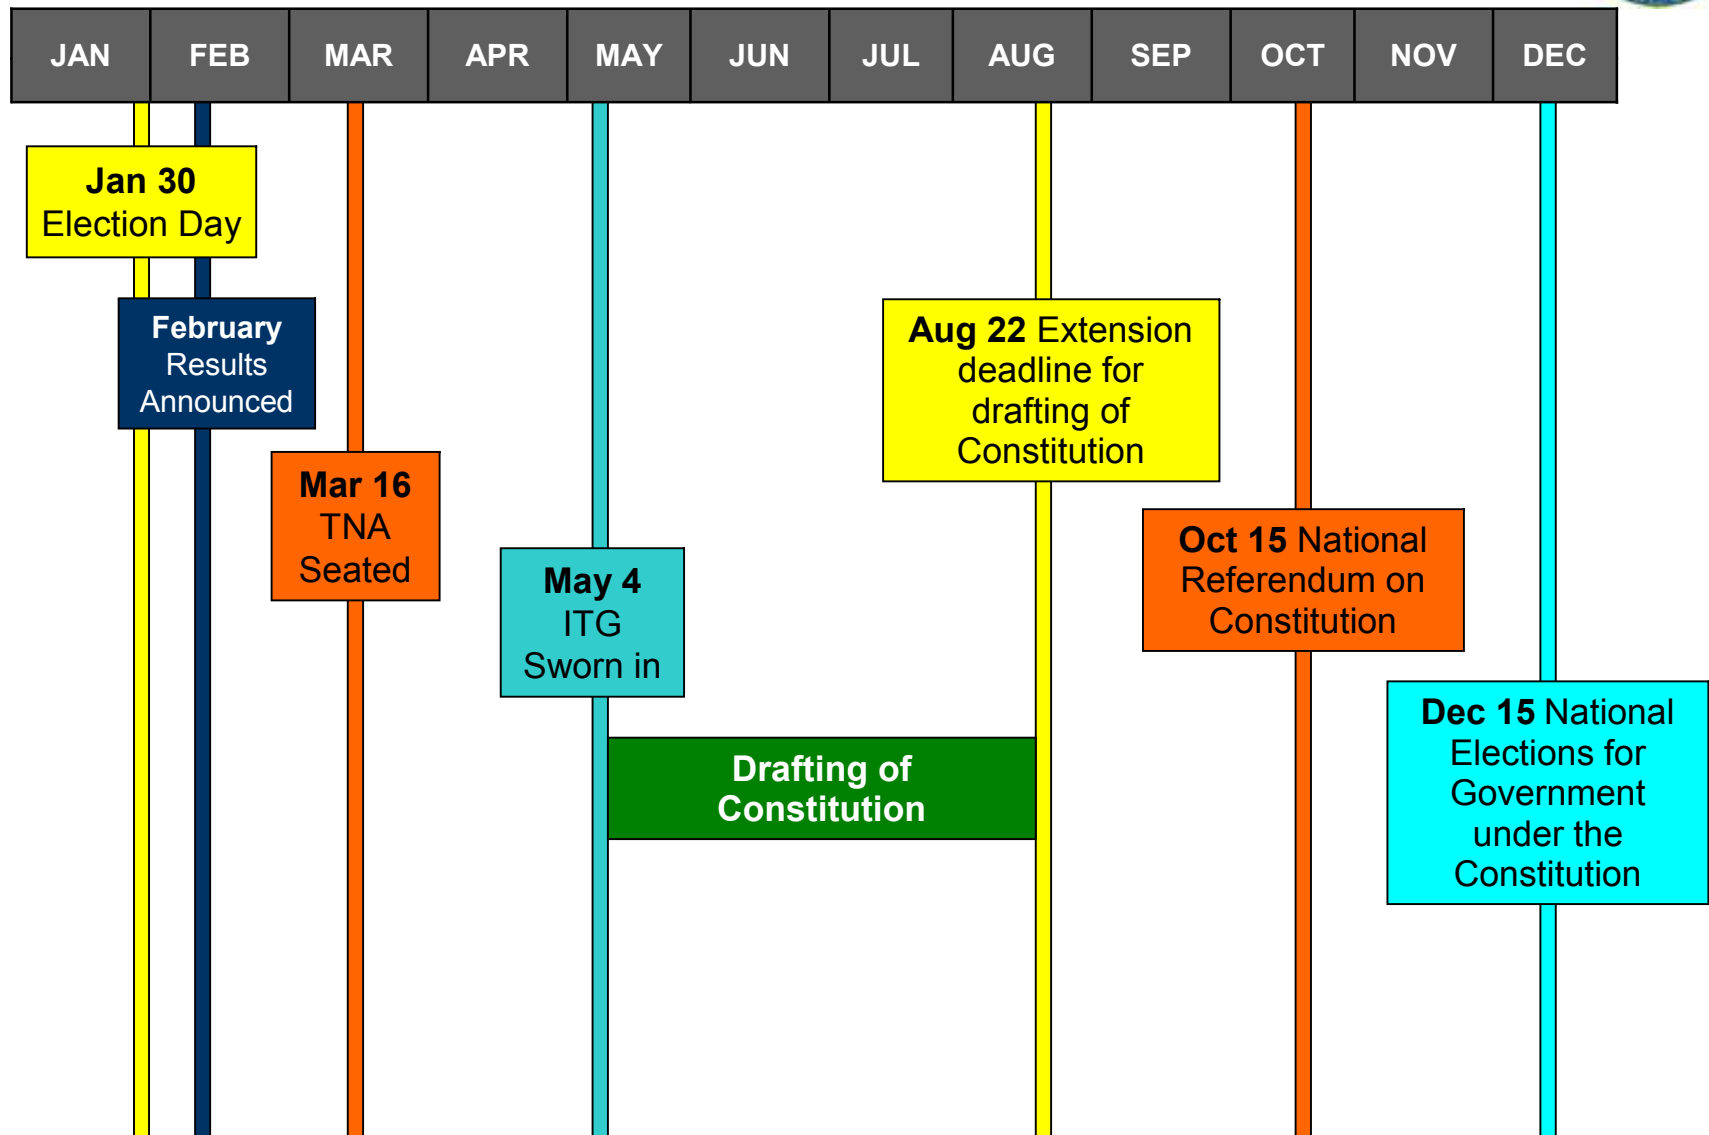 JAN FEB MAR APR MAY JUN JUL AUG SEP OCT NOV DEC
Jan 30
Election Day
February
Results
Announced
Mar 16
TNA
Seated
May 4
ITG
Sworn in
Drafting of
Constitution
Aug 22 Extension
deadline for
drafting of
Constitution
Oct 15 National
Referendum on
Constitution
Dec 15 National
Elections for
Government
under the
Constitution